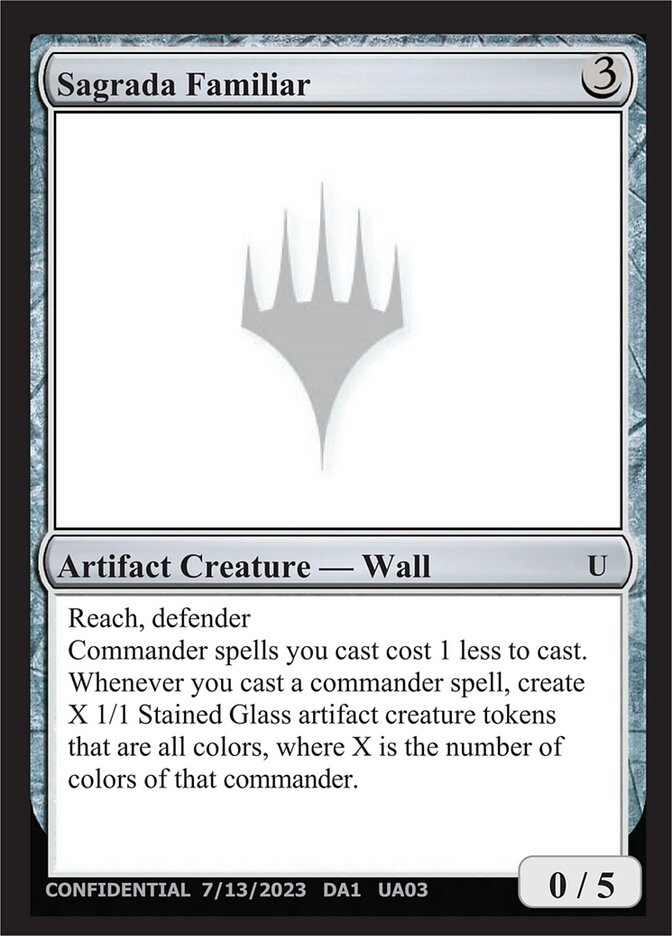 Sagrada Familiar
3
Artifact Creature — Wall
U
Reach, defender
Commander spells you cast cost 1 less to cast.
Whenever you cast a commander spell, create
X 1/1 Stained Glass artifact creature tokens
that are all colors, where X is the number of
colors of that commander.
0 / 5
CONFIDENTIAL 7/13/2023 DA1 UA03